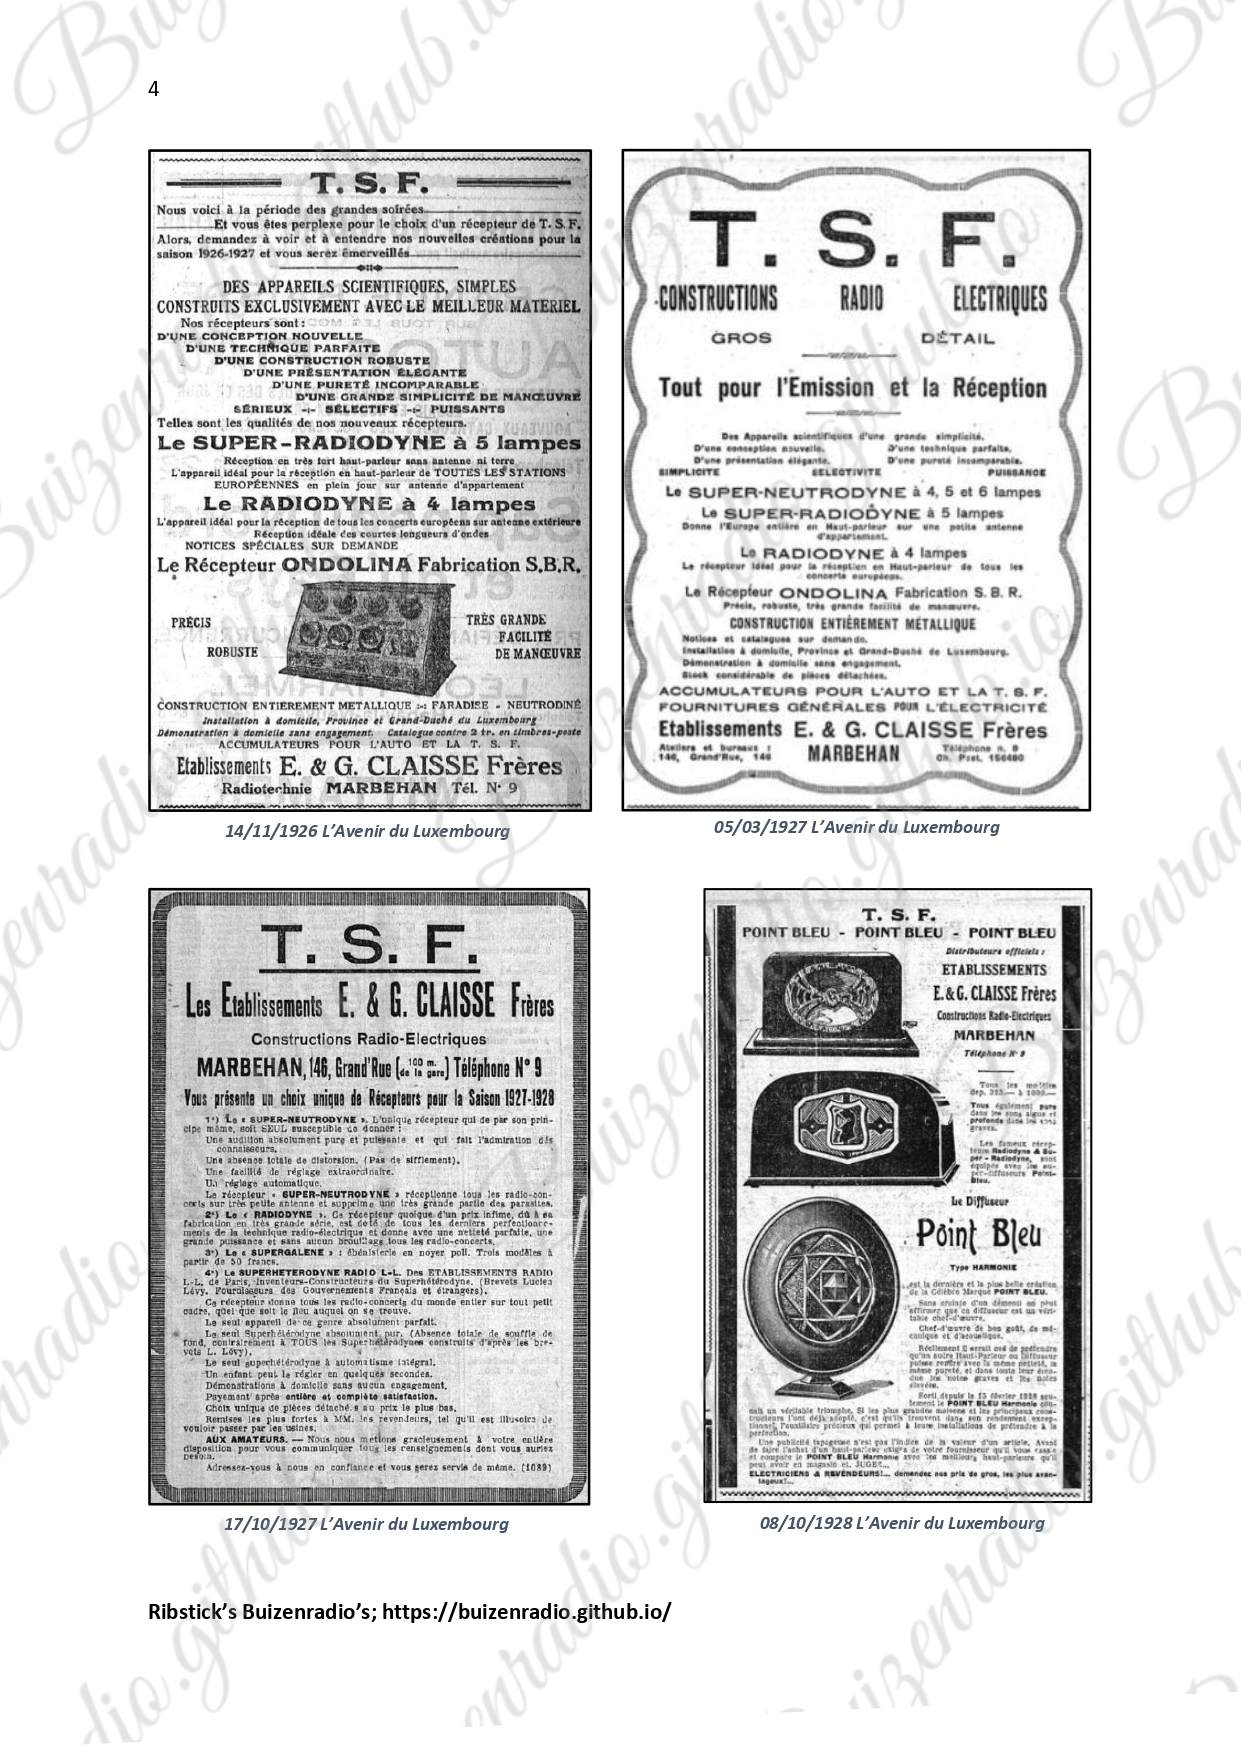 4
T. S. F.
Nous voici à la période des grandes soirées
Et vous êtes perplexe pour le choix d'un récepteur de T. S. F.
Alors, demandez à voir et à entendre nos nouvelles créations pour la
saison 1926-1927 et vous serez émerveillés
DES APPAREILS SCIENTIFIQUES, SIMPLES
CONSTRUITS EXCLUSIVEMENT AVEC LE MEILLEUR MATERIEL
Nos récepteurs sont :
D'UNE CONCEPTION NOUVELLE
D'UNE TECHNIQUE PARFAITE
D'UNE CONSTRUCTION ROBUSTE
D'UNE PRÉSENTATION ÉLÉGANTE
D'UNE PURETÉ INCOMPARABLE
D'UNE GRANDE SIMPLICITÉ DE MANŒUVRE
SÉRIEUX -:- SÉLECTIFS -:- PUISSANTS
Telles sont les qualités de nos nouveaux récepteurs.
Le SUPER-RADIODYNE à 5 lampes
Réception en très fort haut-parleur sans antenne ni terre
L'appareil idéal pour la réception en haut-parleur de TOUTES LES STATIONS
EUROPÉENNES en plein jour sur antenne d'appartement
Le RADIODYNE à 4 lampes
L'appareil idéal pour la réception de tous les concerts européens sur antenne extérieure
Réception idéale des courtes longueurs d'ondes
NOTICES SPÉCIALES SUR DEMANDE
Le Récepteur ONDOLINA Fabrication S.B.R.
PRÉCIS
ROBUSTE
TRÈS GRANDE
FACILITÉ
DE MANŒUVRE
CONSTRUCTION ENTIEREMENT METALLIQUE :-: FARADISE - NEUTRODINÉ
Installation à domicile, Province et Grand-Duché du Luxembourg
Démonstration à domicile sans engagement. Catalogue contre 2 fr. en timbres-poste
ACCUMULATEURS POUR L'AUTO ET LA T. S. F.
Etablissements E. & G. CLAISSE Frères
Radiotechnie MARBEHAN Tél. N° 9
14/11/1926 L'Avenir du Luxembourg
T. S. F.
CONSTRUCTIONS RADIO ELECTRIQUES
GROS DÉTAIL
Tout pour l'Emission et la Réception
Des Appareils scientifiques d'une grande simplicité.
D'une conception nouvelle. D'une technique parfaite.
D'une présentation élégante. D'une pureté incomparable.
SIMPLICITE SELECTIVITE PUISSANCE
Le SUPER-NEUTRODYNE à 4, 5 et 6 lampes
Le SUPER-RADIODYNE à 5 lampes
Donne l'Europe entière en Haut-parleur sur une petite antenne
d'appartement.
Le RADIODYNE à 4 lampes
Le récepteur idéal pour la réception en Haut-parleur de tous les
concerts européens.
Le Récepteur ONDOLINA Fabrication S. B. R.
Précis, robuste, très grande facilité de manœuvre.
CONSTRUCTION ENTIÈREMENT MÉTALLIQUE
Notices et catalogues sur demande.
Installation à domicile, Province et Grand-Duché de Luxembourg.
Démonstration à domicile sans engagement.
Stock considérable de pièces détachées.
ACCUMULATEURS POUR L'AUTO ET LA T. S. F.
FOURNITURES GÉNÉRALES POUR L'ÉLECTRICITÉ
Etablissements E. & G. CLAISSE Frères
Ateliers et bureaux : MARBEHAN Téléphone n. 9
146, Grand'Rue, 146 Ch. Post. 156480
05/03/1927 L'Avenir du Luxembourg
T. S. F.
Les Etablissements E. & G. CLAISSE Frères
Constructions Radio-Electriques
MARBEHAN, 146, Grand'Rue (100 m. de la gare) Téléphone N° 9
Vous présente un choix unique de Récepteurs pour la Saison 1927-1928
1°) Le « SUPER-NEUTRODYNE ». L'unique récepteur qui de par son prin-
cipe même, soit SEUL susceptible de donner :
Une audition absolument pure et puissante et qui fait l'admiration des
connaisseurs.
Une absence totale de distorsion. (Pas de sifflement).
Une facilité de réglage extraordinaire.
Un réglage automatique.
Le récepteur « SUPER-NEUTRODYNE » réceptionne tous les radio-con-
certs sur très petite antenne et supprime une très grande partie des parasites.
2°) Le « RADIODYNE ». Ce récepteur quoique d'un prix infime, dû à sa
fabrication en très grande série, est doté de tous les derniers perfectionne-
ments de la technique radio-électrique et donne avec une netteté parfaite, une
grande puissance et sans aucun brouillage tous les radio-concerts.
3°) Le « SUPERGALENE » : ébénisterie en noyer poli. Trois modèles à
partir de 50 francs.
4°) Le SUPERHETERODYNE RADIO L-L. Des ETABLISSEMENTS RADIO
L-L. de Paris, Inventeurs-Constructeurs du Superhétérodyne. (Brevets Lucien
Lévy. Fournisseurs des Gouvernements Français et étrangers).
Ce récepteur donne tous les radio-concerts du monde entier sur tout petit
cadre, quel que soit le lieu auquel on se trouve.
Le seul appareil de ce genre absolument parfait.
Le seul Superhétérodyne absolument pur. (Absence totale de souffle de
fond, contrairement à TOUS les Superhétérodynes construits d'après les bre-
vets L. Lévy).
Le seul superhétérodyne à automatisme intégral.
Un enfant peut le régler en quelques secondes.
Démonstrations à domicile sans aucun engagement.
Payement après entière et complète satisfaction.
Choix unique de pièces détachées au prix le plus bas.
Remises les plus fortes à MM. les revendeurs, tel qu'il est illusoire de
vouloir passer par les usines.
AUX AMATEURS. — Nous nous mettons gracieusement à votre entière
disposition pour vous communiquer tous les renseignements dont vous auriez
besoin.
Adressez-vous à nous en confiance et vous serez servis de même. (1089)
17/10/1927 L'Avenir du Luxembourg
T. S. F.
POINT BLEU - POINT BLEU - POINT BLEU
Distributeurs officiels :
ETABLISSEMENTS
E. & G. CLAISSE Frères
Constructions Radio-Electriques
MARBEHAN
Téléphone N° 9
Tous les modèles
dep. 325.— à 1000.—
Tous également purs
dans les sons aigus et
profonds dans les sons
graves.
Les fameux récep-
teurs Radiodyne & Su-
per-Radiodyne, sont
équipés avec les su-
per-diffuseurs Point-
Bleu.
Le Diffuseur
Point Bleu
Type HARMONIE
est la dernière et la plus belle création
de la Célèbre Marque POINT BLEU.
Sans crainte d'un démenti on peut
affirmer que ce diffuseur est un véri-
table chef-d'œuvre.
Chef-d'œuvre de bon goût, de mé-
canique et d'acoustique.
Réellement il serait osé de prétendre
qu'un autre Haut-Parleur ou Diffuseur
puisse rendre avec la même netteté, la
même pureté, et dans toute leur éten-
due les notes graves et les notes
élevées.
Sorti depuis le 15 février 1928 seu-
lement le POINT BLEU Harmonie con-
naît un véritable triomphe. Si les plus grandes maisons et les principaux cons-
tructeurs l'ont déjà adopté, c'est qu'ils trouvent dans son rendement excep-
tionnel, l'auxiliaire précieux qui permet à leurs installations de prétendre à la
perfection.
Une publicité tapageuse n'est pas l'indice de la valeur d'un article. Avant
de faire l'achat d'un haut-parleur exigez de votre fournisseur qu'il vous
et compare le POINT BLEU Harmonie avec les meilleurs haut-parleurs qu'il
peut avoir en magasin et, JUGEZ...
ELECTRICIENS & REVENDEURS!... demandez nos prix de gros, les plus avan-
tageux!...
08/10/1928 L'Avenir du Luxembourg
Ribstick's Buizenradio's; https://buizenradio.github.io/